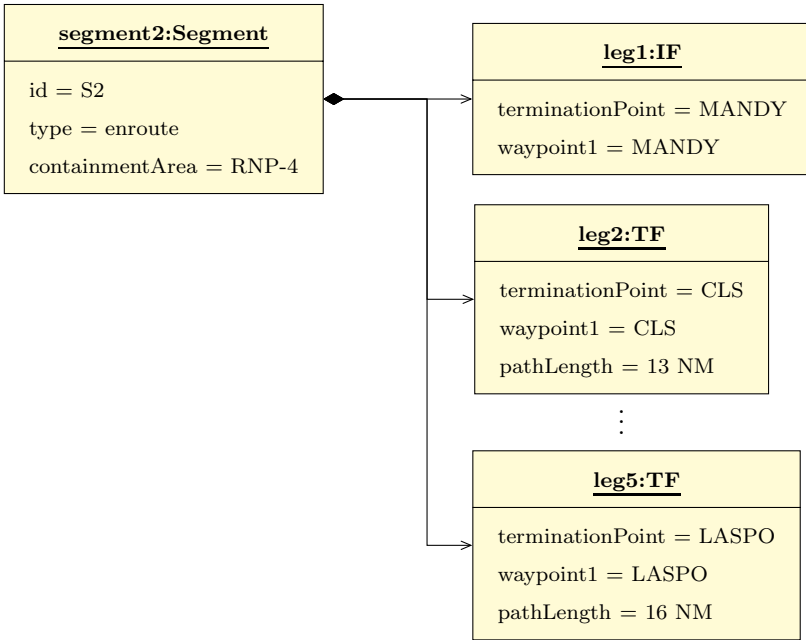 segment2:Segment
id = S2
type = enroute
containmentArea = RNP-4
leg1:IF
terminationPoint = MANDY
waypoint1 = MANDY
leg2:TF
terminationPoint = CLS
waypoint1 = CLS
pathLength = 13 NM
⋮
leg5:TF
terminationPoint = LASPO
waypoint1 = LASPO
pathLength = 16 NM